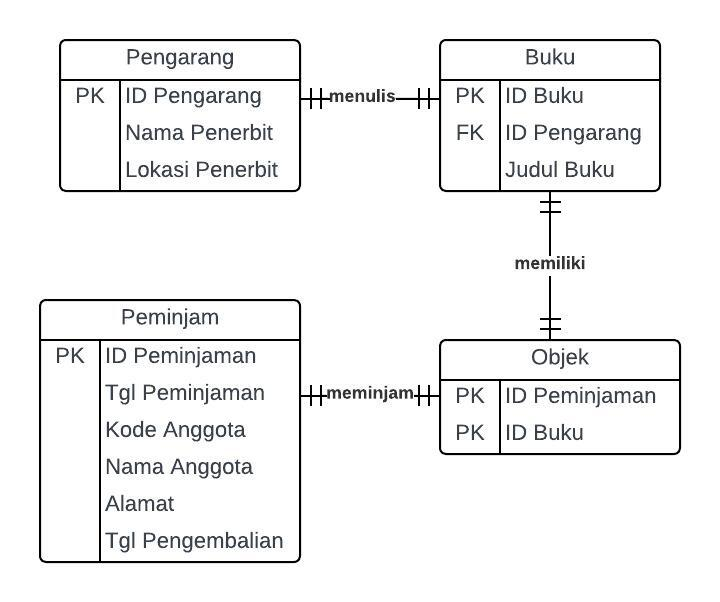 Pengarang
PK ID Pengarang
Nama Penerbit
Lokasi Penerbit
menulis
Buku
PK ID Buku
FK ID Pengarang
Judul Buku
memiliki
Peminjam
PK ID Peminjaman
Tgl Peminjaman
Kode Anggota
Nama Anggota
Alamat
Tgl Pengembalian
meminjam
Objek
PK ID Peminjaman
PK ID Buku